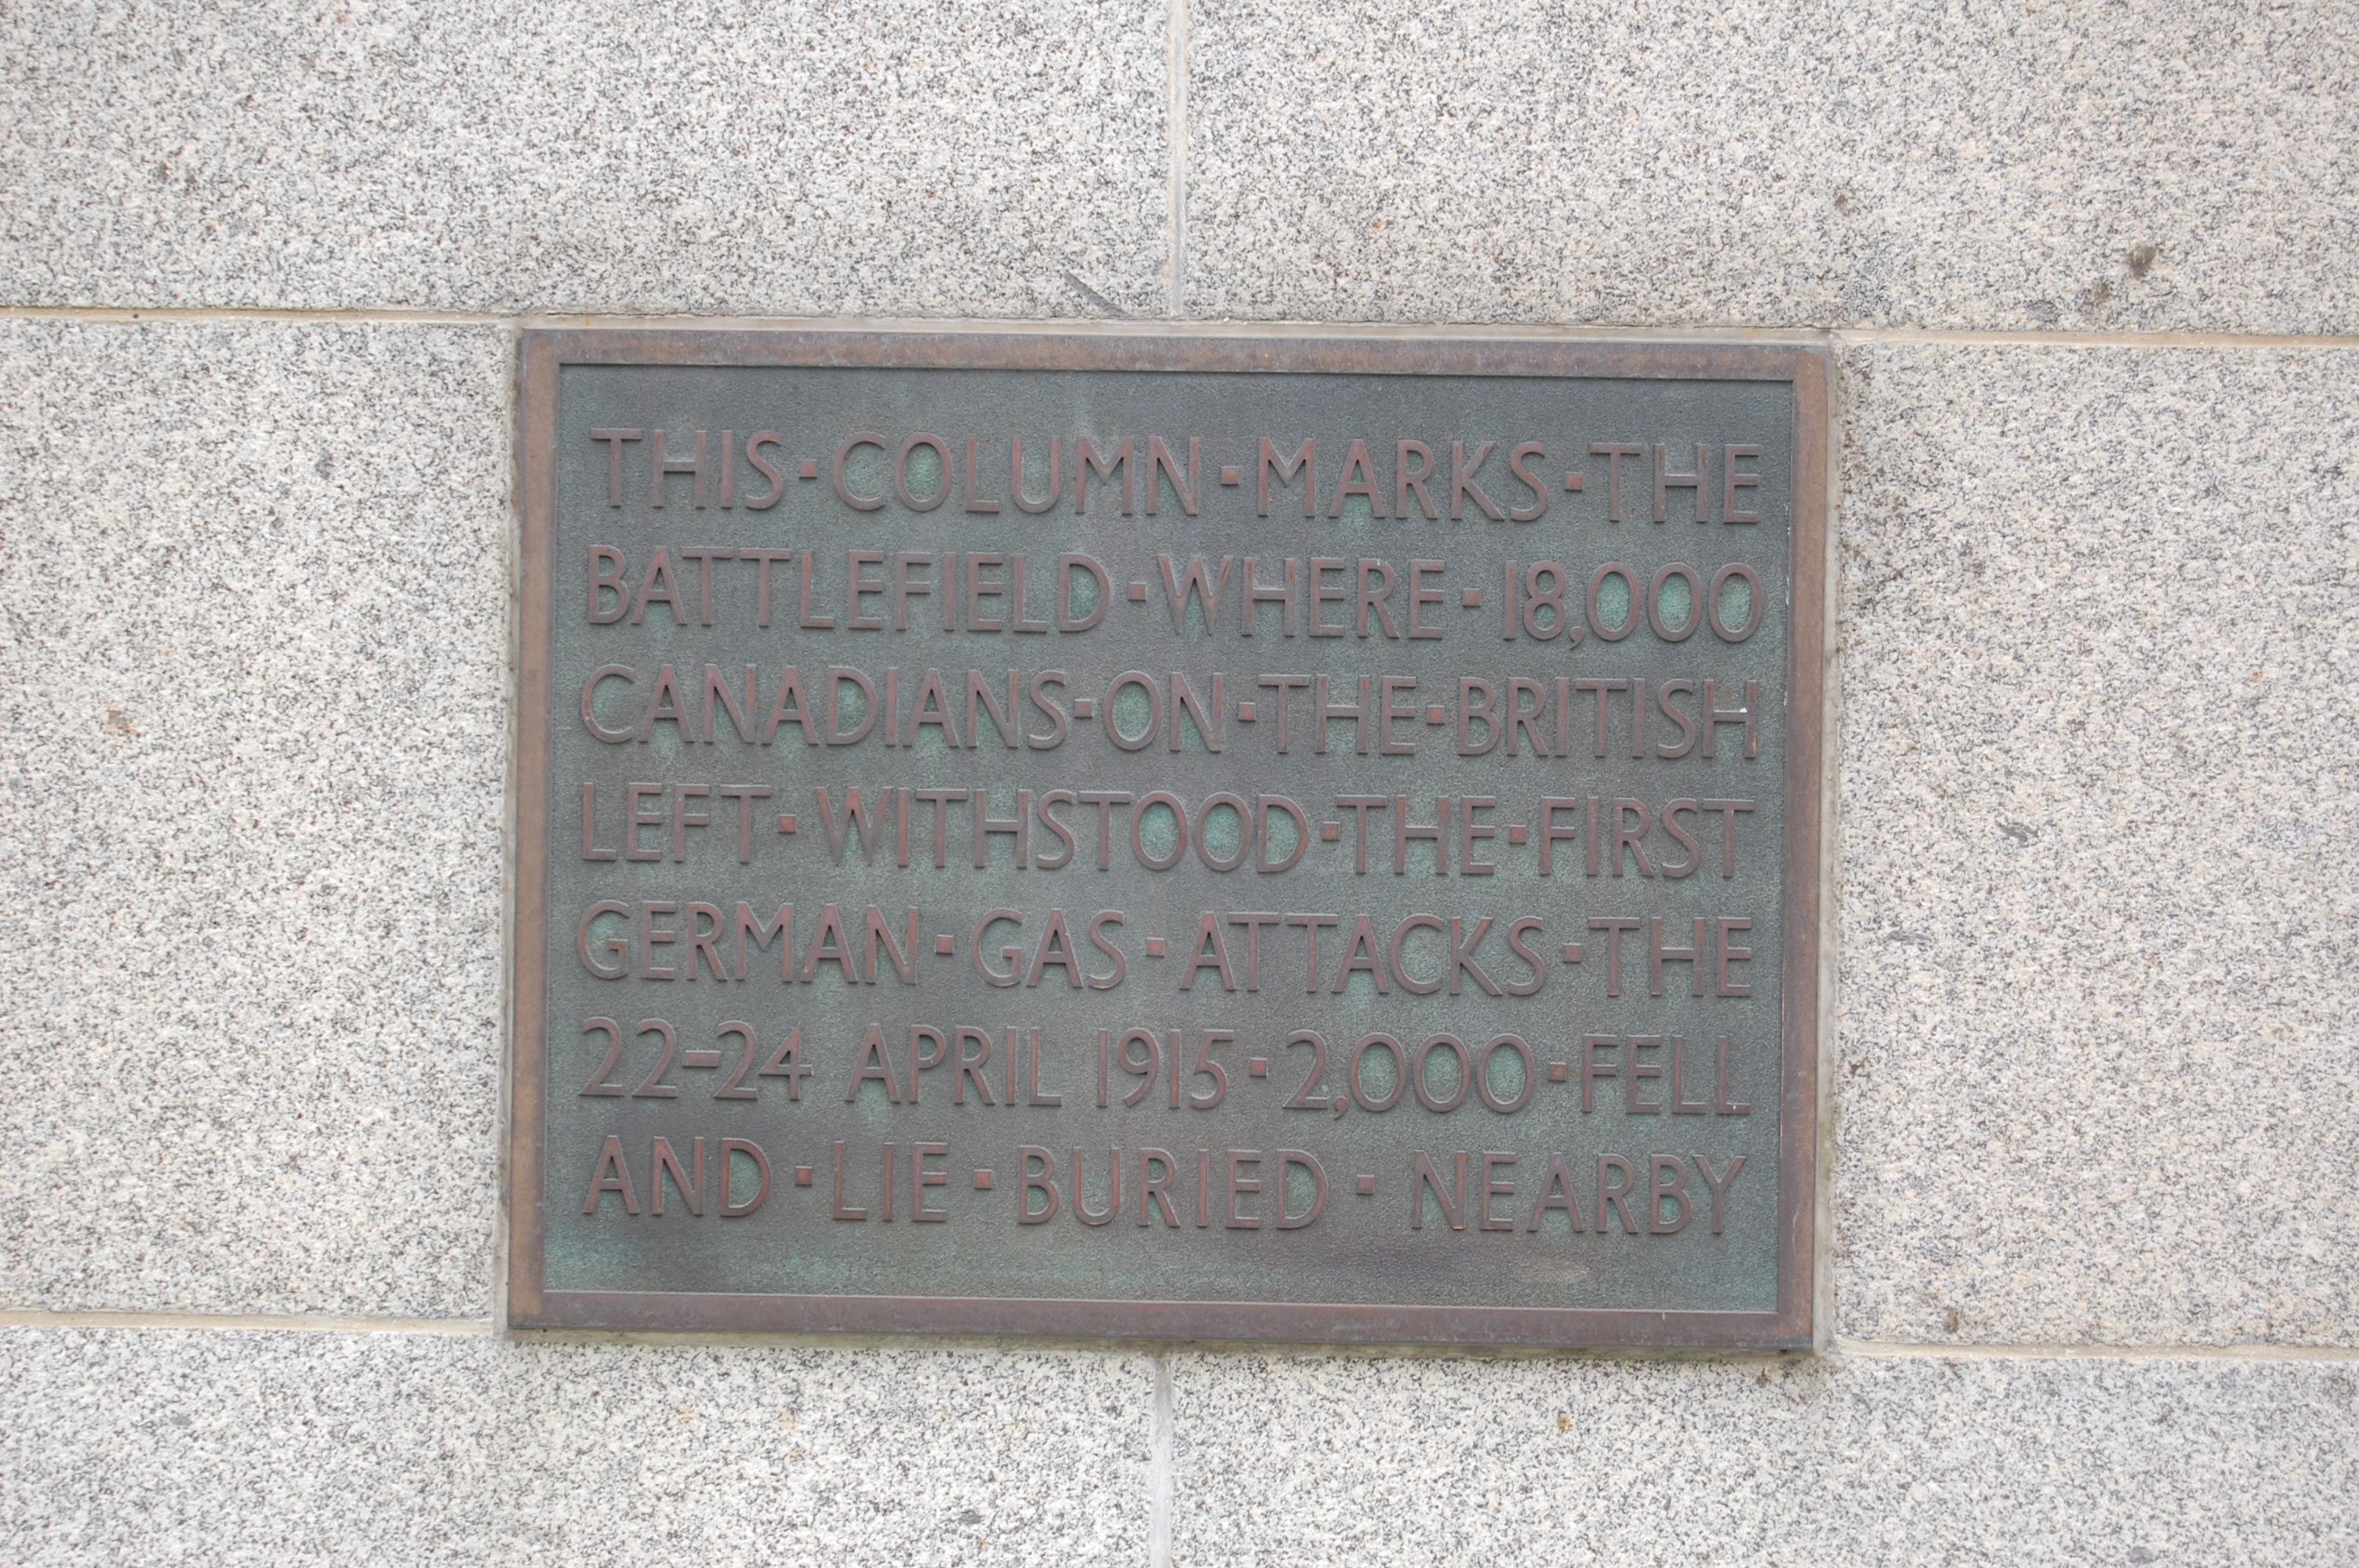 THIS·COLUMN·MARKS·THE
BATTLEFIELD·WHERE·18,000
CANADIANS·ON·THE·BRITISH
LEFT·WITHSTOOD·THE·FIRST
GERMAN·GAS·ATTACKS·THE
22-24 APRIL 1915·2,000·FELL
AND·LIE·BURIED·NEARBY